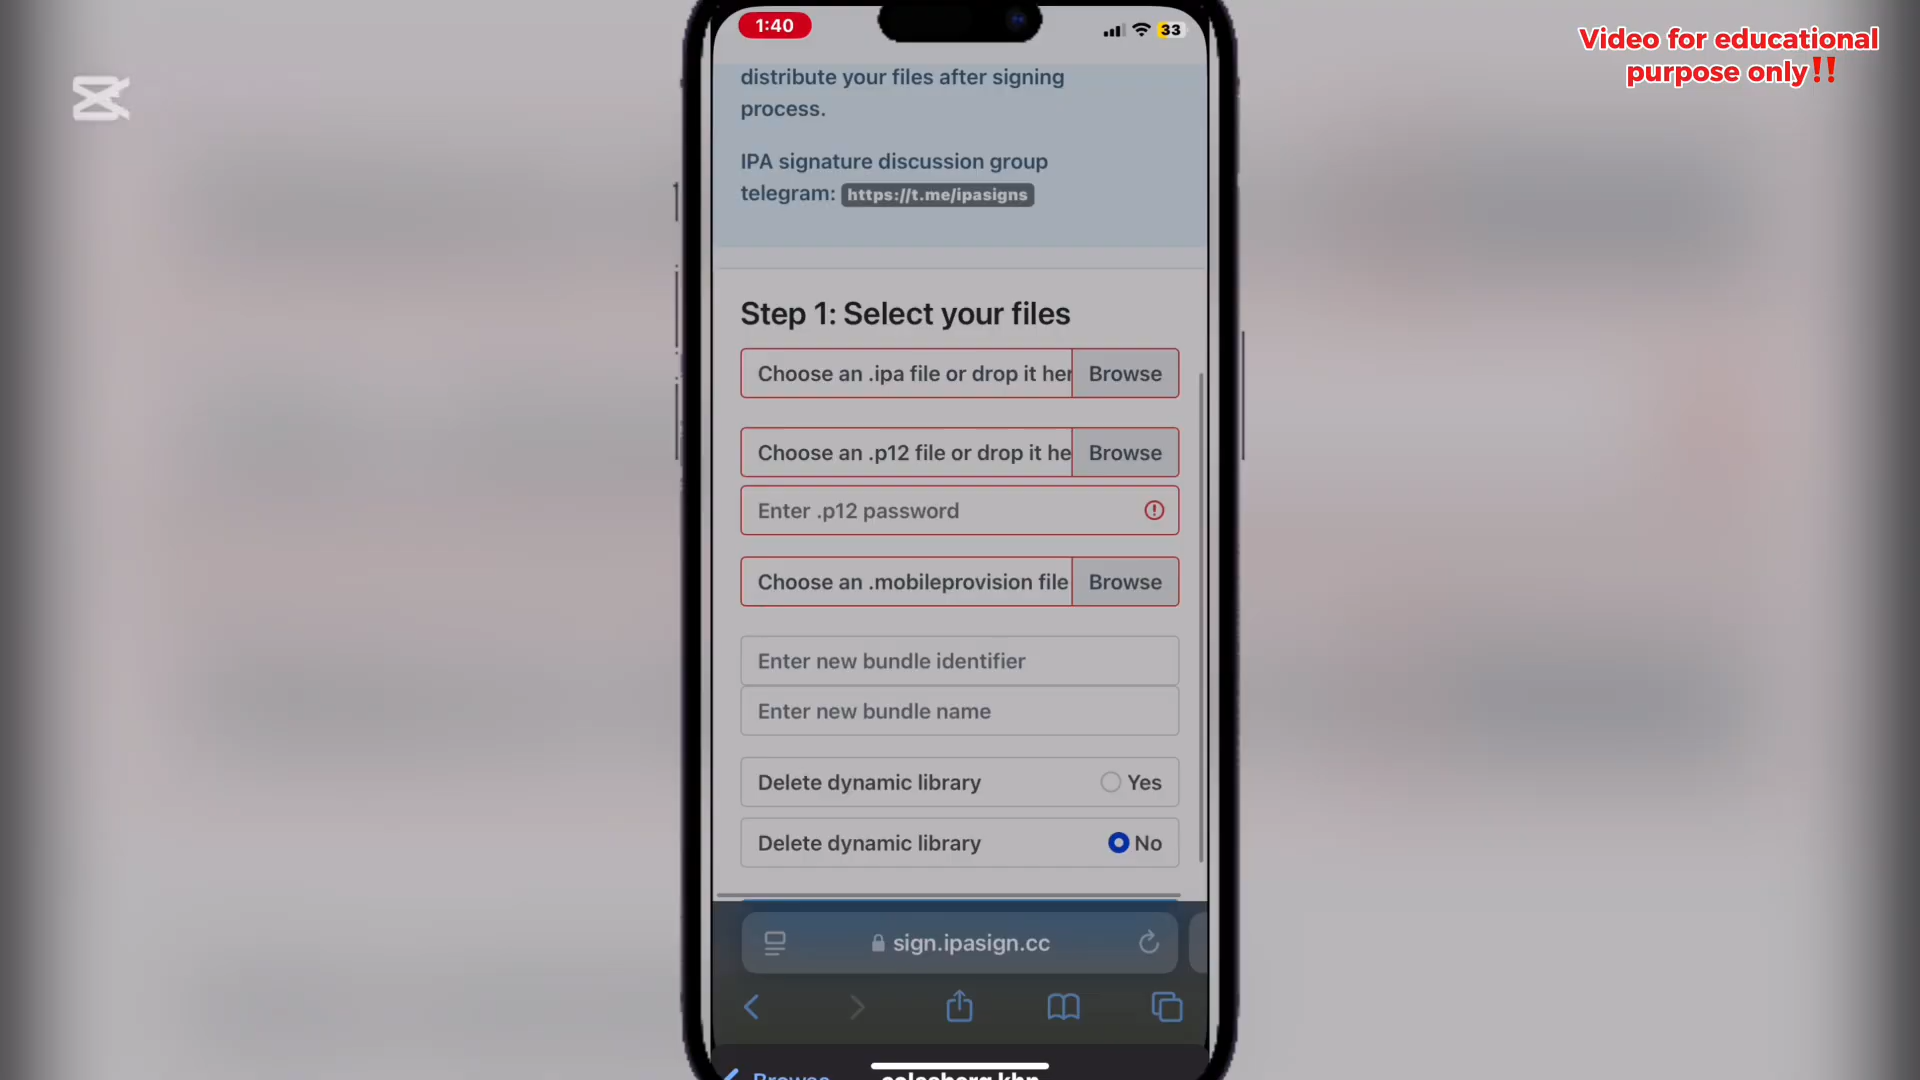 1:40
33
Video for educational
purpose only‼️
distribute your files after signing
process.
IPA signature discussion group
telegram: https://t.me/ipasigns
Step 1: Select your files
Choose an .ipa file or drop it her
Browse
Choose an .p12 file or drop it he
Browse
Enter .p12 password
Choose an .mobileprovision file
Browse
Enter new bundle identifier
Enter new bundle name
Delete dynamic library Yes
Delete dynamic library No
sign.ipasign.cc
Browse